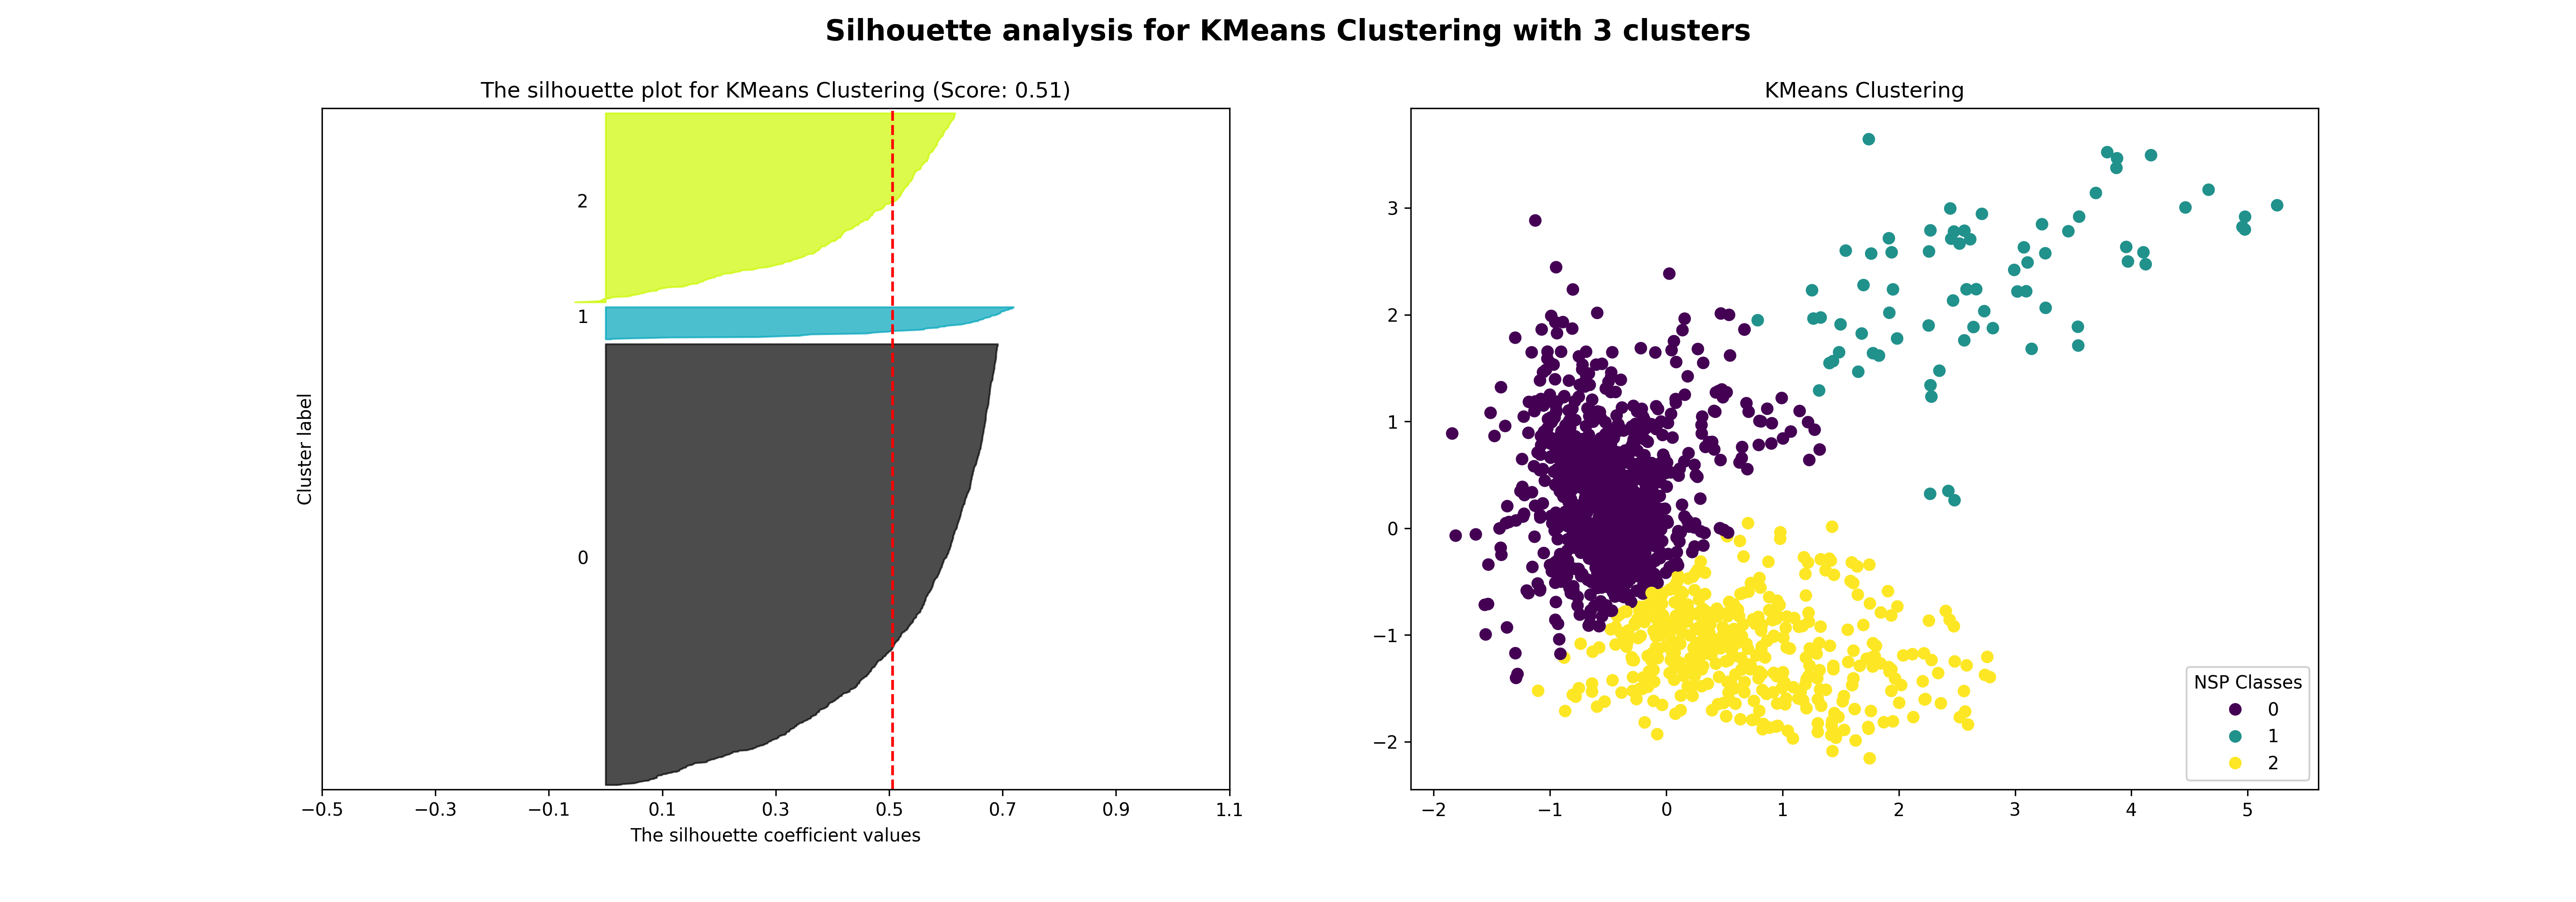 Silhouette analysis for KMeans Clustering with 3 clusters
The silhouette plot for KMeans Clustering (Score: 0.51)
2
1
0
Cluster label
−0.5 −0.3 −0.1 0.1 0.3 0.5 0.7 0.9 1.1
The silhouette coefficient values
KMeans Clustering
3
2
1
0
−1
−2
NSP Classes
0
1
2
−2 −1 0 1 2 3 4 5